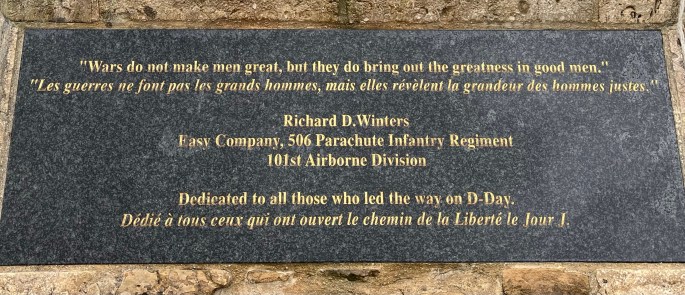 "Wars do not make men great, but they do bring out the greatness in good men."
"Les guerres ne font pas les grands hommes, mais elles révèlent la grandeur des hommes justes."
Richard D.Winters
Easy Company, 506 Parachute Infantry Regiment
101st Airborne Division
Dedicated to all those who led the way on D-Day.
Dédié à tous ceux qui ont ouvert le chemin de la Liberté le Jour J.